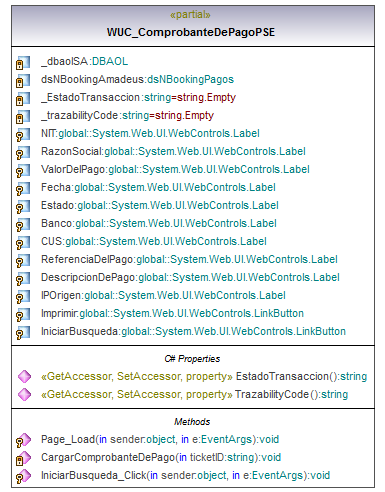 «partial»
WUC_ComprobanteDePagoPSE
_dbaolSA:DBAOL
dsNBookingAmadeus:dsNBookingPagos
_EstadoTransaccion:string=string.Empty
_trazabilityCode:string=string.Empty
NIT:global::System.Web.UI.WebControls.Label
RazonSocial:global::System.Web.UI.WebControls.Label
ValorDelPago:global::System.Web.UI.WebControls.Label
Fecha:global::System.Web.UI.WebControls.Label
Estado:global::System.Web.UI.WebControls.Label
Banco:global::System.Web.UI.WebControls.Label
CUS:global::System.Web.UI.WebControls.Label
ReferenciaDelPago:global::System.Web.UI.WebControls.Label
DescripcionDePago:global::System.Web.UI.WebControls.Label
IPOrigen:global::System.Web.UI.WebControls.Label
Imprimir:global::System.Web.UI.WebControls.LinkButton
IniciarBusqueda:global::System.Web.UI.WebControls.LinkButton
C# Properties
«GetAccessor, SetAccessor, property» EstadoTransaccion():string
«GetAccessor, SetAccessor, property» TrazabilityCode():string
Methods
Page_Load(in sender:object, in e:EventArgs):void
CargarComprobanteDePago(in ticketID:string):void
IniciarBusqueda_Click(in sender:object, in e:EventArgs):void